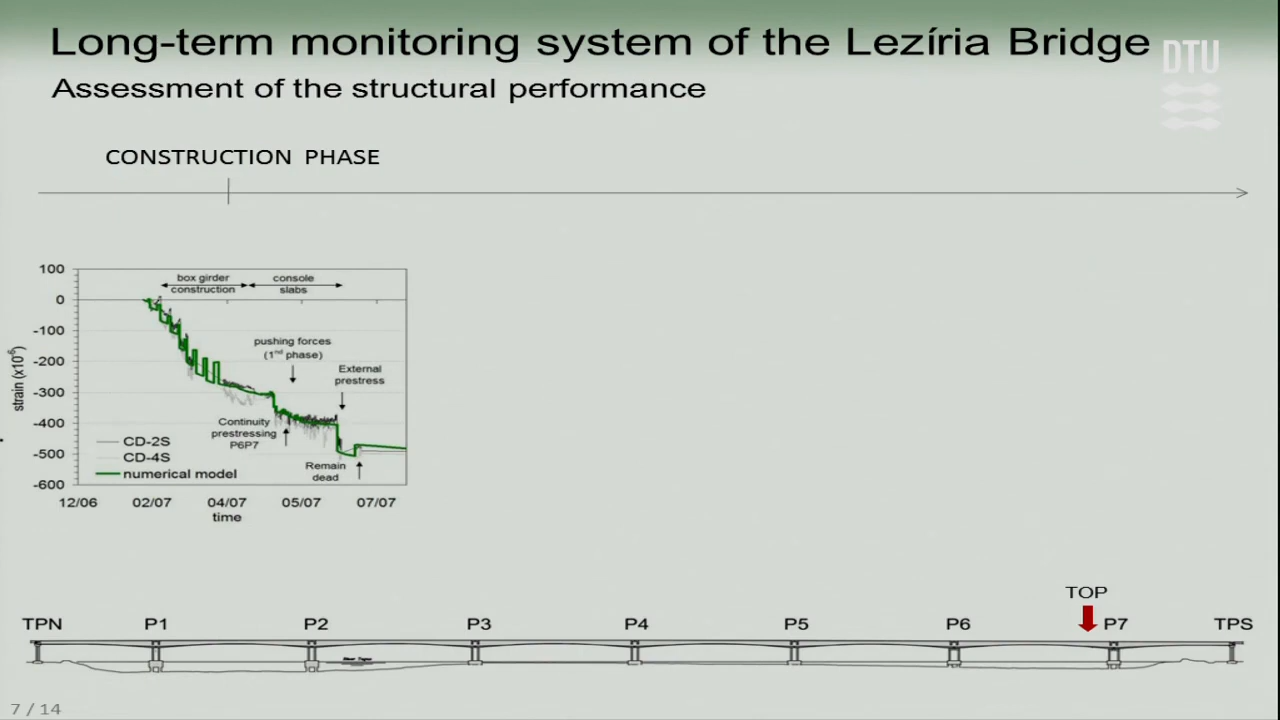 Long-term monitoring system of the Lezíria Bridge
DTU
Assessment of the structural performance
CONSTRUCTION PHASE
100
0
-100
-200
-300
-400
-500
-600
strain (x10⁻⁶)
box girder
construction
console
slabs
pushing forces
(1nd phase)
External
prestress
Continuity
prestressing
P6P7
Remain
dead
CD-2S
CD-4S
numerical model
12/06 02/07 04/07 05/07 07/07
time
TOP
TPN P1 P2 P3 P4 P5 P6 P7 TPS
7 / 14